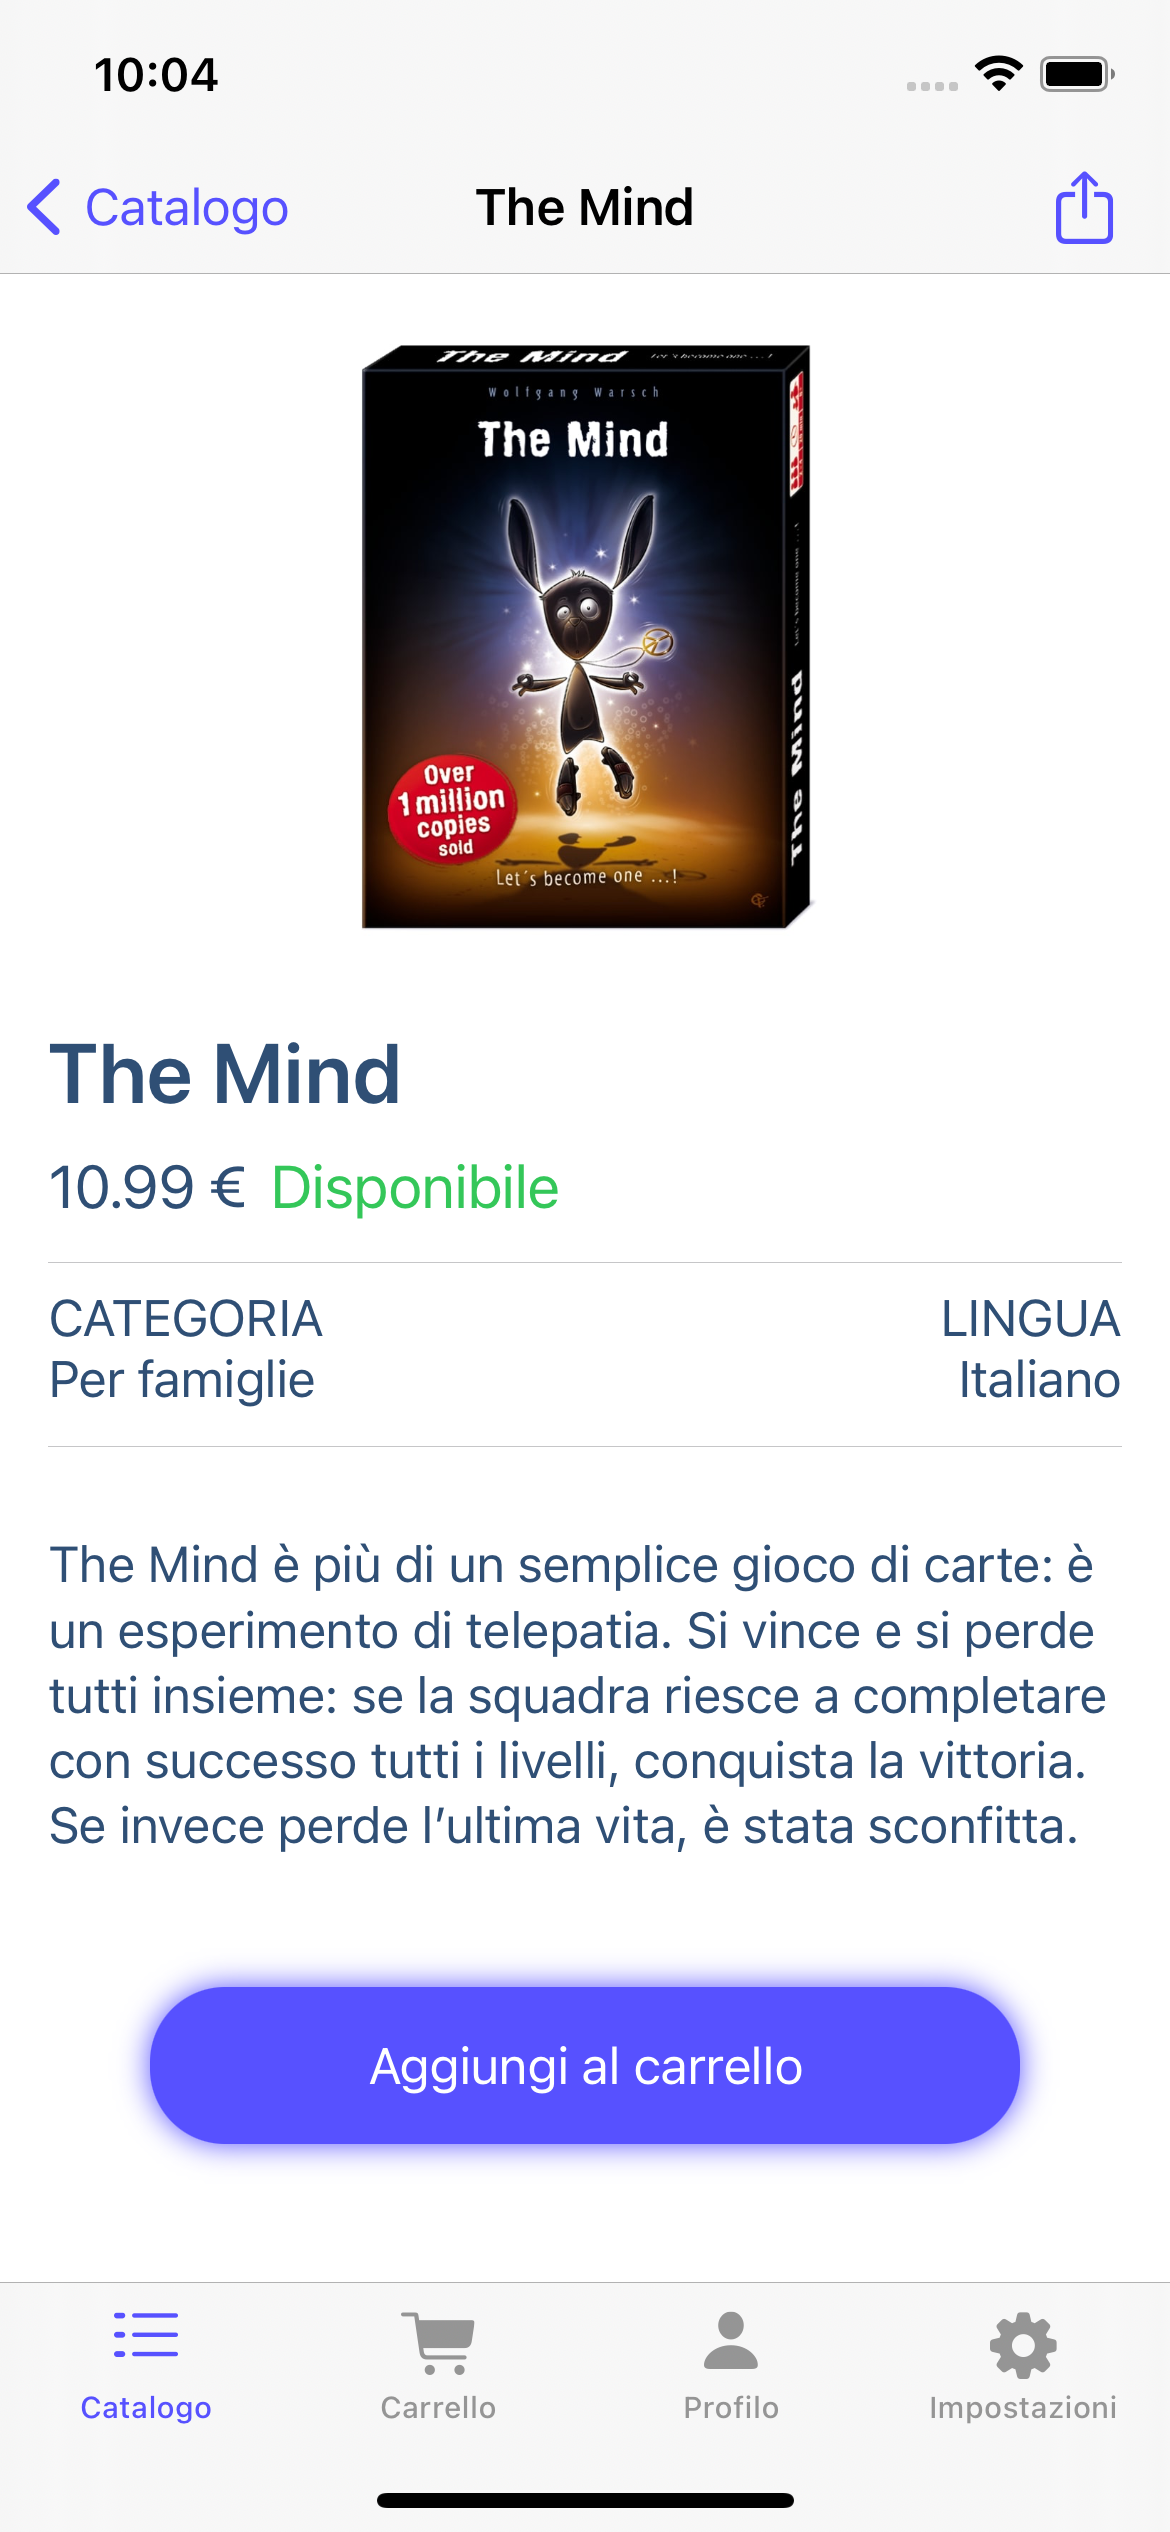 10:04
Catalogo
The Mind
The Mind
Let's become one ...!
Wolfgang Warsch
The Mind
Let's become one ...!
The Mind
Over
1 million
copies
sold
Let's become one ...!
The Mind
10.99 € Disponibile
CATEGORIA
LINGUA
Per famiglie
Italiano
The Mind è più di un semplice gioco di carte: è
un esperimento di telepatia. Si vince e si perde
tutti insieme: se la squadra riesce a completare
con successo tutti i livelli, conquista la vittoria.
Se invece perde l’ultima vita, è stata sconfitta.
Aggiungi al carrello
Catalogo
Carrello
Profilo
Impostazioni